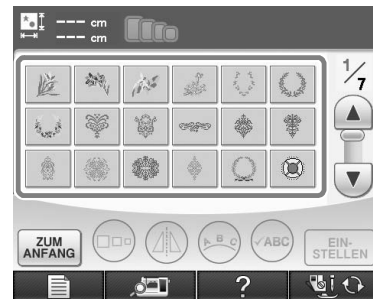 --- cm
--- cm
1/7
ZUM
ANFANG
A B C
✓ABC
EIN-
STELLEN
?